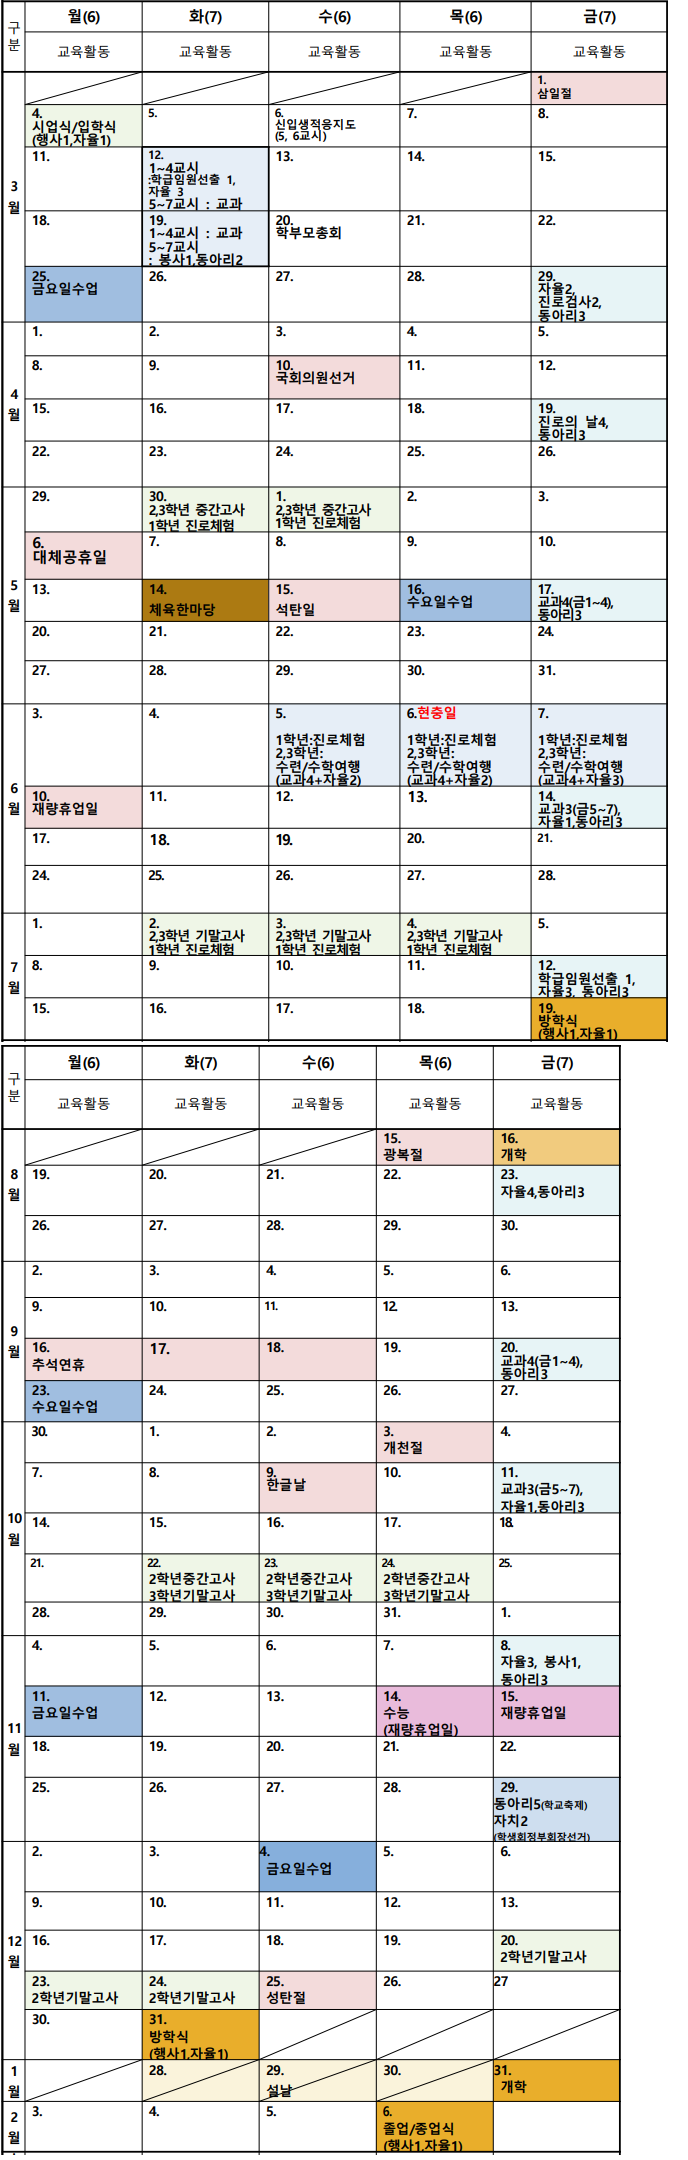 구
분
월(6) 화(7) 수(6) 목(6) 금(7)
교육활동 교육활동 교육활동 교육활동 교육활동
3
월
1.
삼일절
4.
시업식/입학식
(행사1,자율1)
5.
6.
신입생적응지도
(5, 6교시)
7.
8.
11.
12.
1~4교시
:학급임원선출 1,
자율 3
5~7교시 : 교과
13.
14.
15.
18.
19.
1~4교시 : 교과
5~7교시
: 봉사1,동아리2
20.
학부모총회
21.
22.
25.
금요일수업
26.
27.
28.
29.
자율2,
진로검사2,
동아리3
4
월
1.
2.
3.
4.
5.
8.
9.
10.
국회의원선거
11.
12.
15.
16.
17.
18.
19.
진로의 날4,
동아리3
22.
23.
24.
25.
26.
5
월
29.
30.
2,3학년 중간고사
1학년 진로체험
1.
2,3학년 중간고사
1학년 진로체험
2.
3.
6.
대체공휴일
7.
8.
9.
10.
13.
14.
체육한마당
15.
석탄일
16.
수요일수업
17.
교과4(금1~4),
동아리3
20.
21.
22.
23.
24.
27.
28.
29.
30.
31.
6
월
3.
4.
5.
1학년:진로체험
2,3학년:
수련/수학여행
(교과4+자율2)
6.현충일
1학년:진로체험
2,3학년:
수련/수학여행
(교과4+자율2)
7.
1학년:진로체험
2,3학년:
수련/수학여행
(교과4+자율3)
10.
재량휴업일
11.
12.
13.
14.
교과3(금5~7),
자율1,동아리3
17.
18.
19.
20.
21.
24.
25.
26.
27.
28.
7
월
1.
2.
2,3학년 기말고사
1학년 진로체험
3.
2,3학년 기말고사
1학년 진로체험
4.
2,3학년 기말고사
1학년 진로체험
5.
8.
9.
10.
11.
12.
학급임원선출 1,
자율3, 동아리3
15.
16.
17.
18.
19.
방학식
(행사1,자율1)
구
분
월(6) 화(7) 수(6) 목(6) 금(7)
교육활동 교육활동 교육활동 교육활동 교육활동
8
월
15.
광복절
16.
개학
19.
20.
21.
22.
23.
자율4,동아리3
26.
27.
28.
29.
30.
9
월
2.
3.
4.
5.
6.
9.
10.
11.
12.
13.
16.
추석연휴
17.
18.
19.
20.
교과4(금1~4),
동아리3
23.
수요일수업
24.
25.
26.
27.
10
월
30.
1.
2.
3.
개천절
4.
7.
8.
9.
한글날
10.
11.
교과3(금5~7),
자율1,동아리3
14.
15.
16.
17.
18.
21.
22.
2학년중간고사
3학년기말고사
23.
2학년중간고사
3학년기말고사
24.
2학년중간고사
3학년기말고사
25.
28.
29.
30.
31.
1.
11
월
4.
5.
6.
7.
8.
자율3, 봉사1,
동아리3
11.
금요일수업
12.
13.
14.
수능
(재량휴업일)
15.
재량휴업일
18.
19.
20.
21.
22.
25.
26.
27.
28.
29.
동아리5(학교축제)
자치2
(학생회정부회장선거)
12
월
2.
3.
4.
금요일수업
5.
6.
9.
10.
11.
12.
13.
16.
17.
18.
19.
20.
2학년기말고사
23.
2학년기말고사
24.
2학년기말고사
25.
성탄절
26.
27
30.
31.
방학식
(행사1,자율1)
1
월
28.
29.
설날
30.
31.
개학
2
월
3.
4.
5.
6.
졸업/종업식
(행사1,자율1)